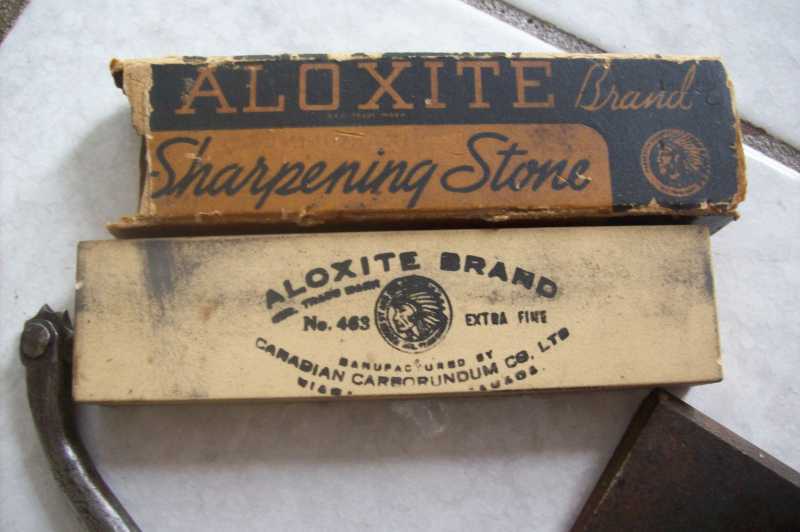 ALOXITE Brand
REG. TRADE MARK
Sharpening Stone
ALOXITE BRAND
REG. TRADE MARK
No. 463 EXTRA FINE
MANUFACTURED BY
CANADIAN CARBORUNDUM CO. LTD